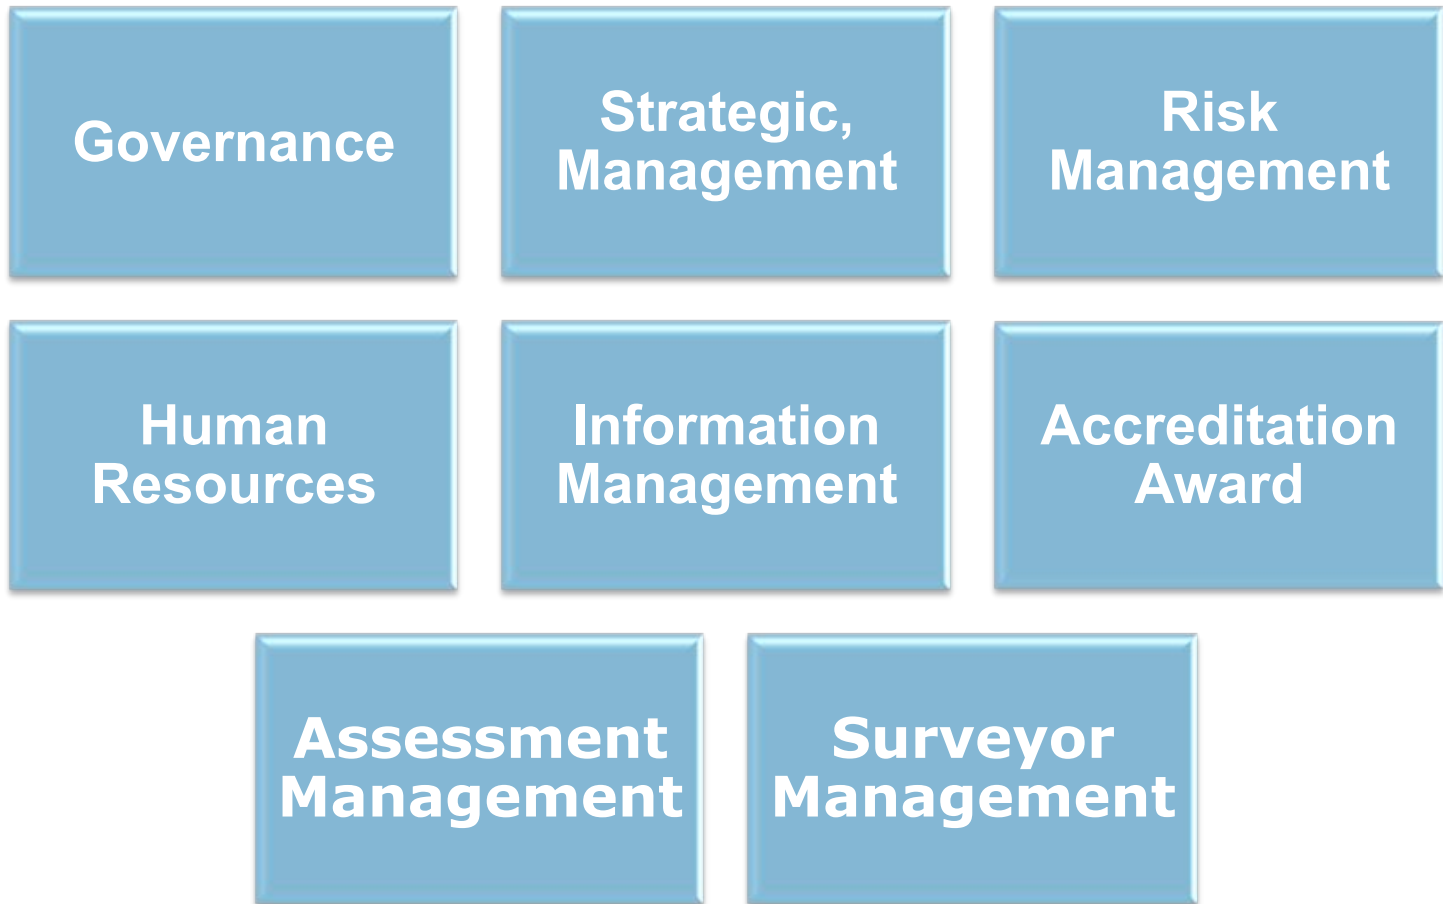 Governance
Strategic,
Management
Risk
Management
Human
Resources
Information
Management
Accreditation
Award
Assessment
Management
Surveyor
Management